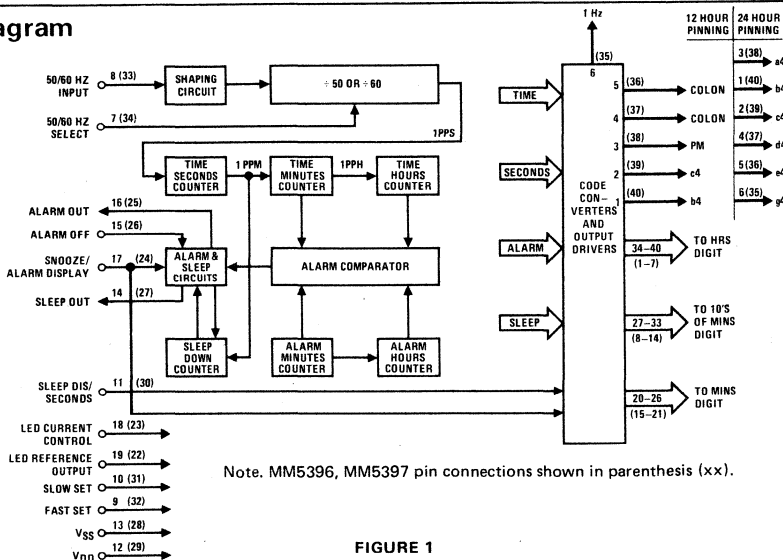 agram
50/60 HZ
INPUT
8 (33)
SHAPING
CIRCUIT
÷ 50 OR ÷ 60
50/60 HZ
SELECT
7 (34)
1PPS
TIME
SECONDS
COUNTER
1 PPM
TIME
MINUTES
COUNTER
1PPH
TIME
HOURS
COUNTER
ALARM OUT
16 (25)
ALARM OFF
15 (26)
SNOOZE/
ALARM DISPLAY
17 (24)
SLEEP OUT
14 (27)
ALARM &
SLEEP
CIRCUITS
ALARM COMPARATOR
SLEEP
DOWN
COUNTER
ALARM
MINUTES
COUNTER
ALARM
HOURS
COUNTER
SLEEP DIS/
SECONDS
11 (30)
LED CURRENT
CONTROL
18 (23)
LED REFERENCE
OUTPUT
19 (22)
SLOW SET
10 (31)
FAST SET
9 (32)
VSS
13 (28)
VDD
12 (29)
1 Hz
(35)
6
TIME
SECONDS
ALARM
SLEEP
CODE
CON–
VERTERS
AND
OUTPUT
DRIVERS
12 HOUR
PINNING
24 HOUR
PINNING
3(38) a4
5 (36) COLON 1(40) b4
4 (37) COLON 2(39) c4
3 (38) PM 4(37) d4
2 (39) c4 5(36) e4
1 (40) b4 6(35) g4
34–40
(1–7)
TO HRS
DIGIT
27–33
(8–14)
TO 10'S
OF MINS
DIGIT
20–26
(15–21)
TO MINS
DIGIT
Note. MM5396, MM5397 pin connections shown in parenthesis (xx).
FIGURE 1